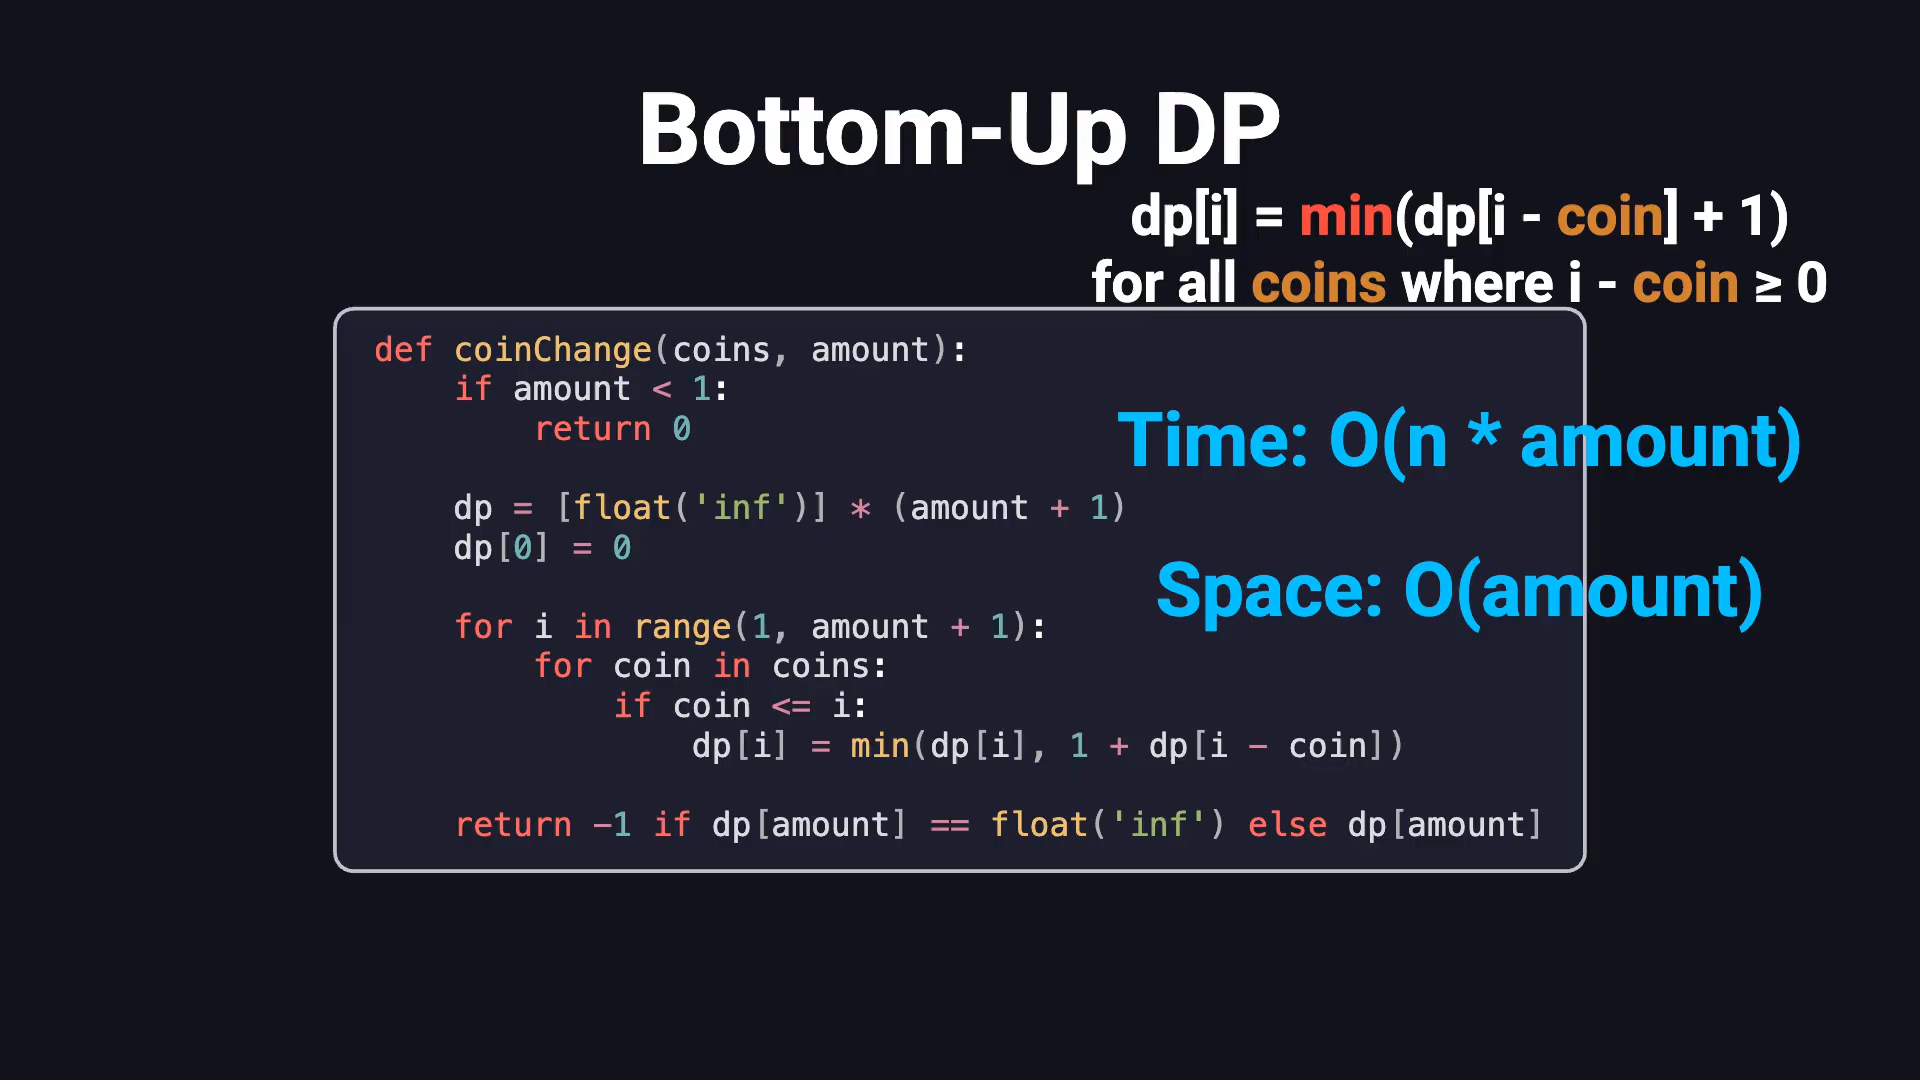 Bottom-Up DP
dp[i] = min(dp[i - coin] + 1)
for all coins where i - coin ≥ 0
def coinChange(coins, amount):
    if amount < 1:
        return 0
    dp = [float('inf')] * (amount + 1)
    dp[0] = 0
    for i in range(1, amount + 1):
        for coin in coins:
            if coin <= i:
                dp[i] = min(dp[i], 1 + dp[i - coin])
    return -1 if dp[amount] == float('inf') else dp[amount]
Time: O(n * amount)
Space: O(amount)